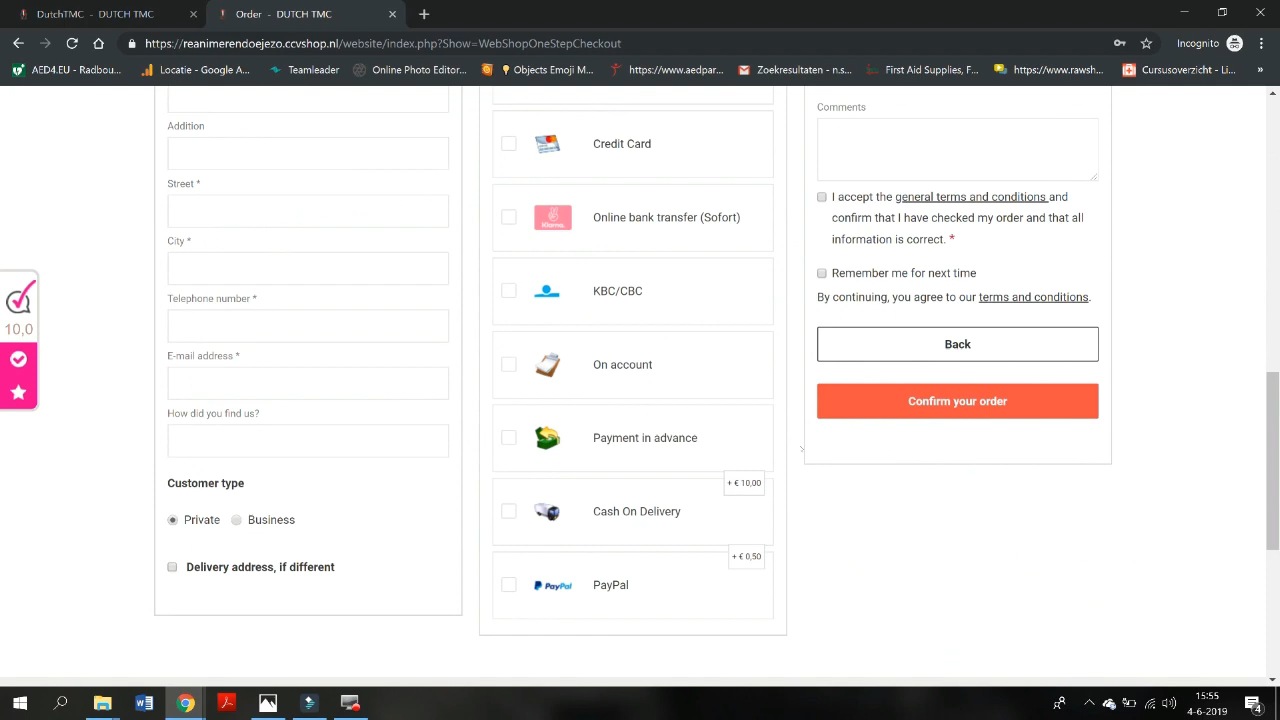 DutchTMC
Order - DUTCH TMC
https://reanimerendoejezo.ccvshop.nl/website/index.php?Show=WebShopOneStepCheckout
Incognito
AED4.EU - Radbou...
Locatie - Google A...
Teamleader
Online Photo Editor...
Objects Emoji M...
https://www.aedpar...
Zoekresultaten - n.s...
First Aid Supplies, F...
https://www.rawsh...
Cursusoverzicht - Li...
»
Addition
Street *
City *
Telephone number *
E-mail address *
How did you find us?
Customer type
Private
Business
Delivery address, if different
10,0
Credit Card
Klarna.
Online bank transfer (Sofort)
KBC/CBC
On account
Payment in advance
+ € 10,00
Cash On Delivery
+ € 0,50
PayPal
PayPal
Comments
I accept the general terms and conditions and
confirm that I have checked my order and that all
information is correct. *
Remember me for next time
By continuing, you agree to our terms and conditions.
Back
Confirm your order
15:55
4-6-2019
4